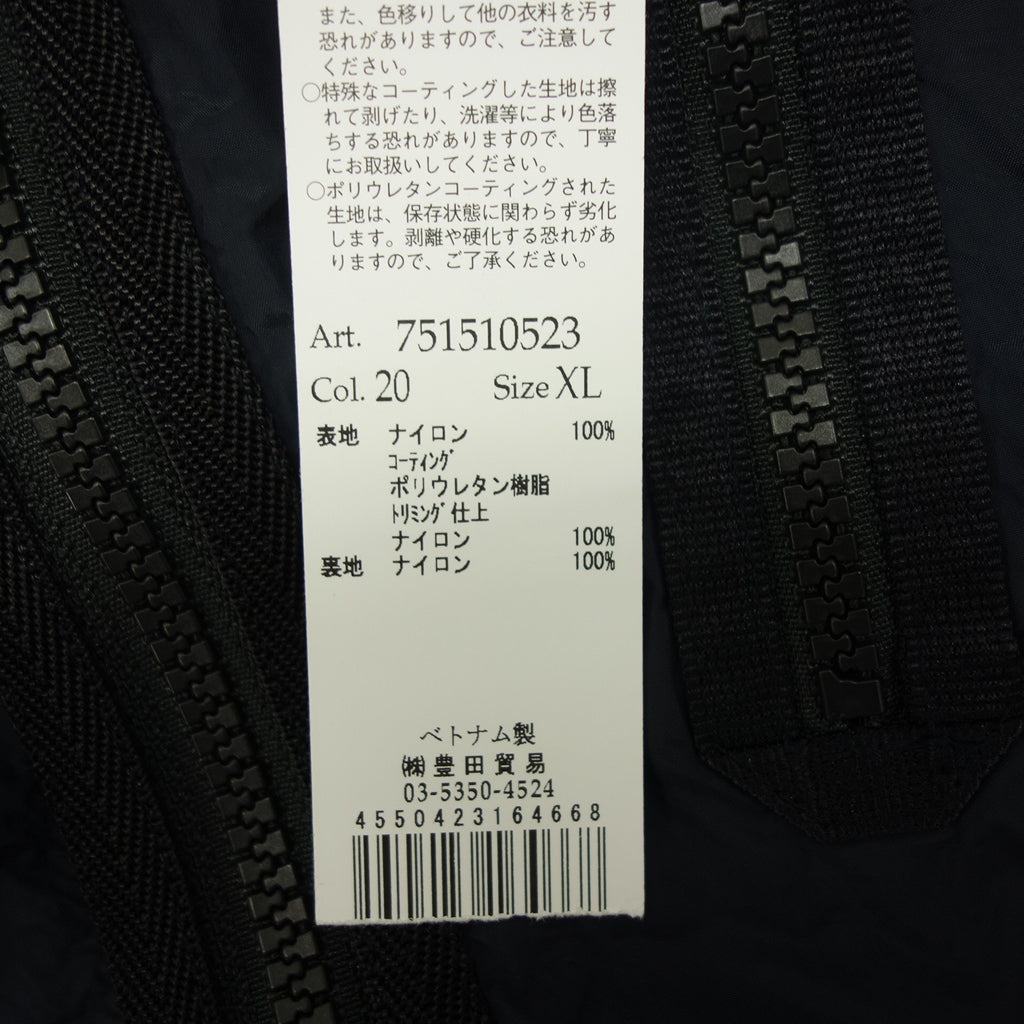 また、色移りして他の衣料を汚す
恐れがありますので、ご注意して
ください。
○特殊なコーティングした生地は擦
れて剥げたり、洗濯等により色落
ちする恐れがありますので、丁寧
にお取扱いしてください。
○ポリウレタンコーティングされた
生地は、保存状態に関わらず劣化
します。剥離や硬化する恐れがあ
りますので、ご了承ください。
Art. 751510523
Col. 20 Size XL
表地 ナイロン 100%
ｺｰﾃｨﾝｸﾞ
ポリウレタン樹脂
ﾄﾘﾐﾝｸﾞ仕上
ナイロン 100%
裏地 ナイロン 100%
ベトナム製
㈱豊田貿易
03-5350-4524
4550423164668